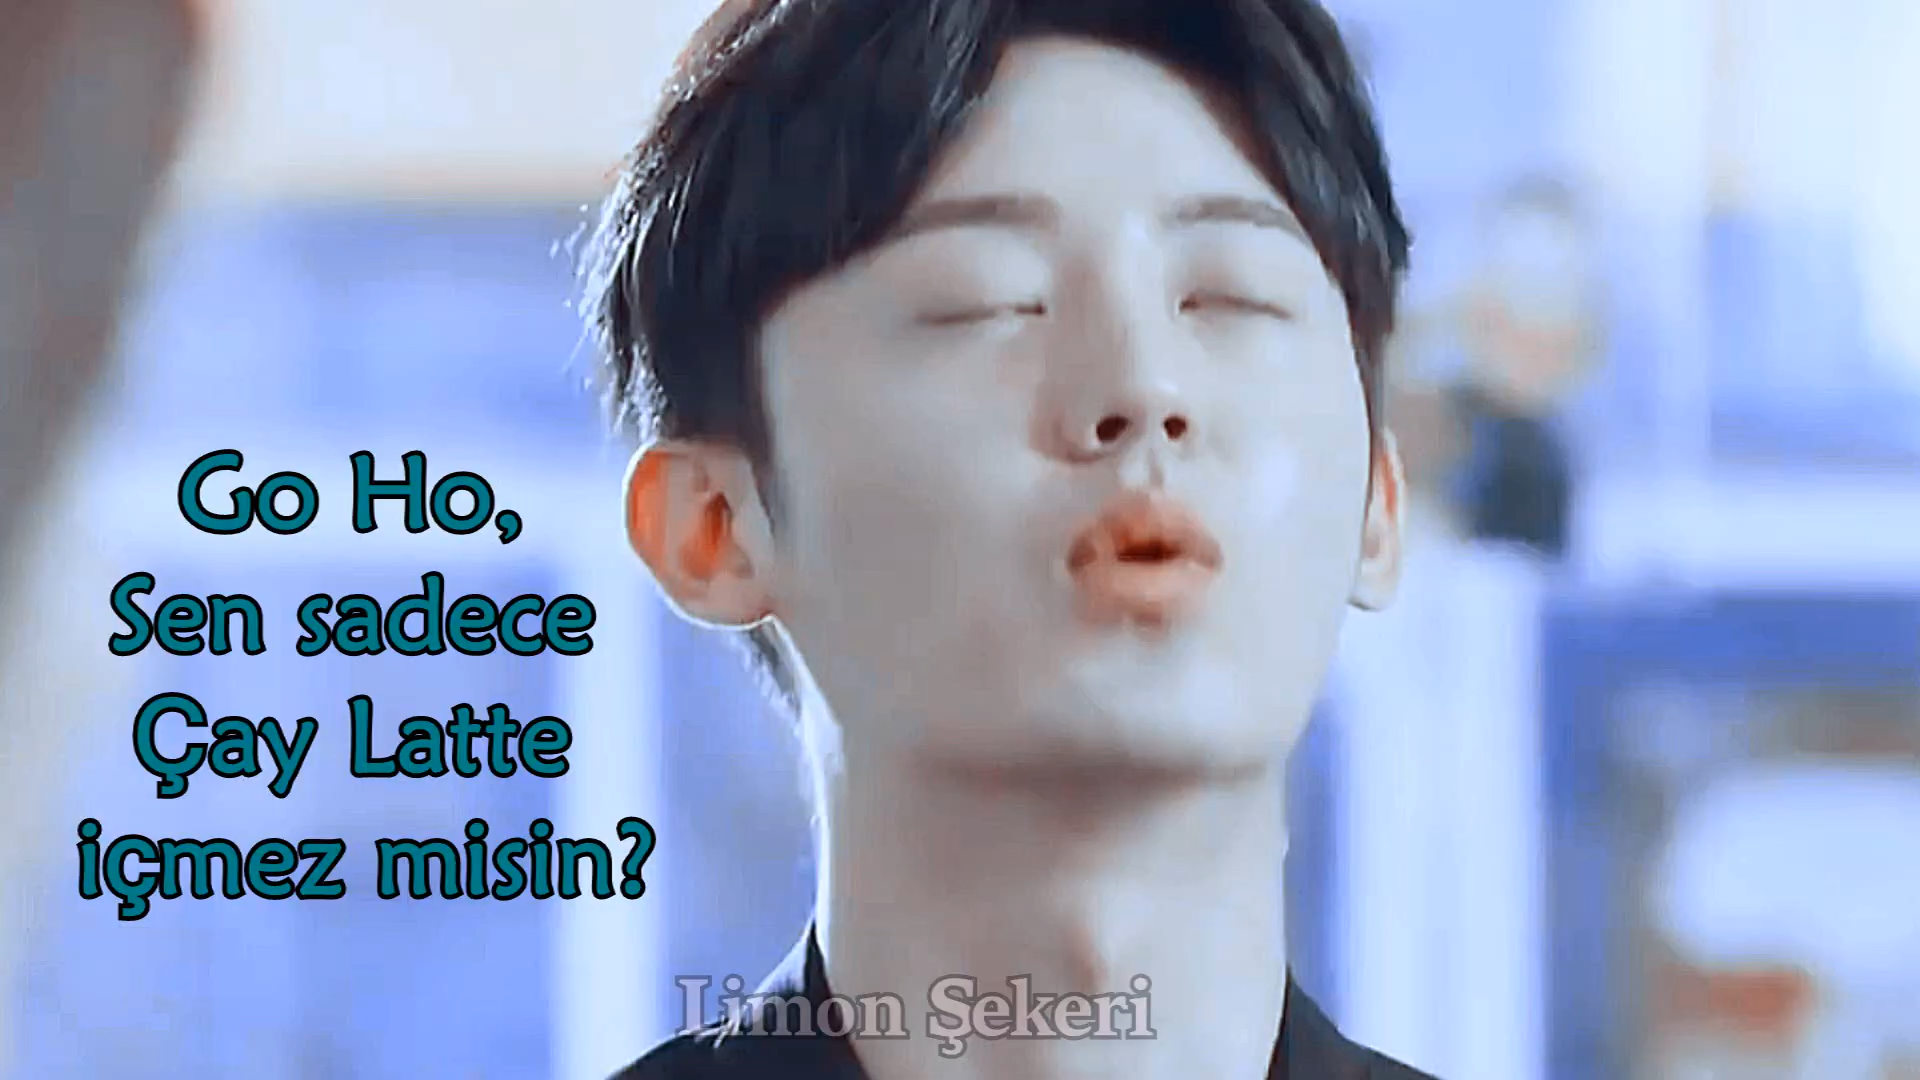 Go Ho,
Sen sadece
Çay Latte
içmez misin?
Limon Şekeri